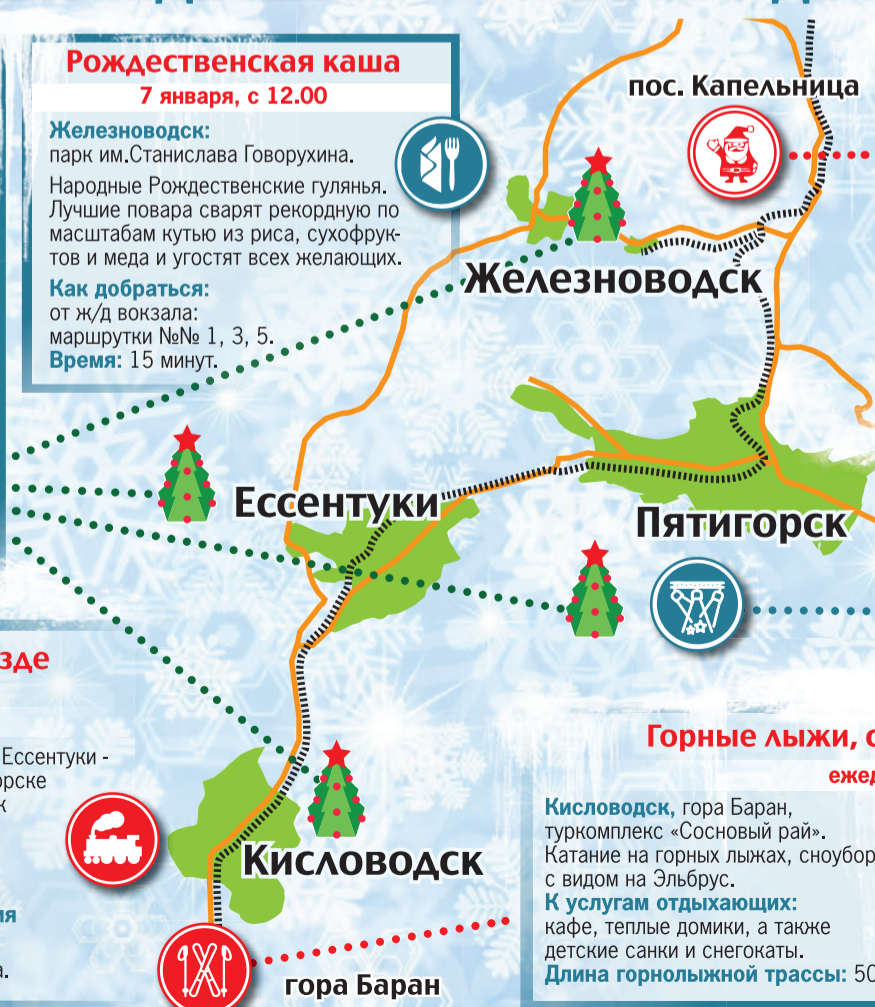 Рождественская каша
7 января, с 12.00
Железноводск:
парк им.Станислава Говорухина.
Народные Рождественские гулянья.
Лучшие повара сварят рекордную по
масштабам кутью из риса, сухофрук-
тов и меда и угостят всех желающих.
Как добраться:
от ж/д вокзала:
маршрутки №№ 1, 3, 5.
Время: 15 минут.
пос. Капельница
Железноводск
Ессентуки
Пятигорск
зде
Ессентуки -
орске
к
ия
а.
Кисловодск
гора Баран
Горные лыжи, с
ежед
Кисловодск, гора Баран,
туркомплекс «Сосновый рай».
Катание на горных лыжах, сноубор
с видом на Эльбрус.
К услугам отдыхающих:
кафе, теплые домики, а также
детские санки и снегокаты.
Длина горнолыжной трассы: 50